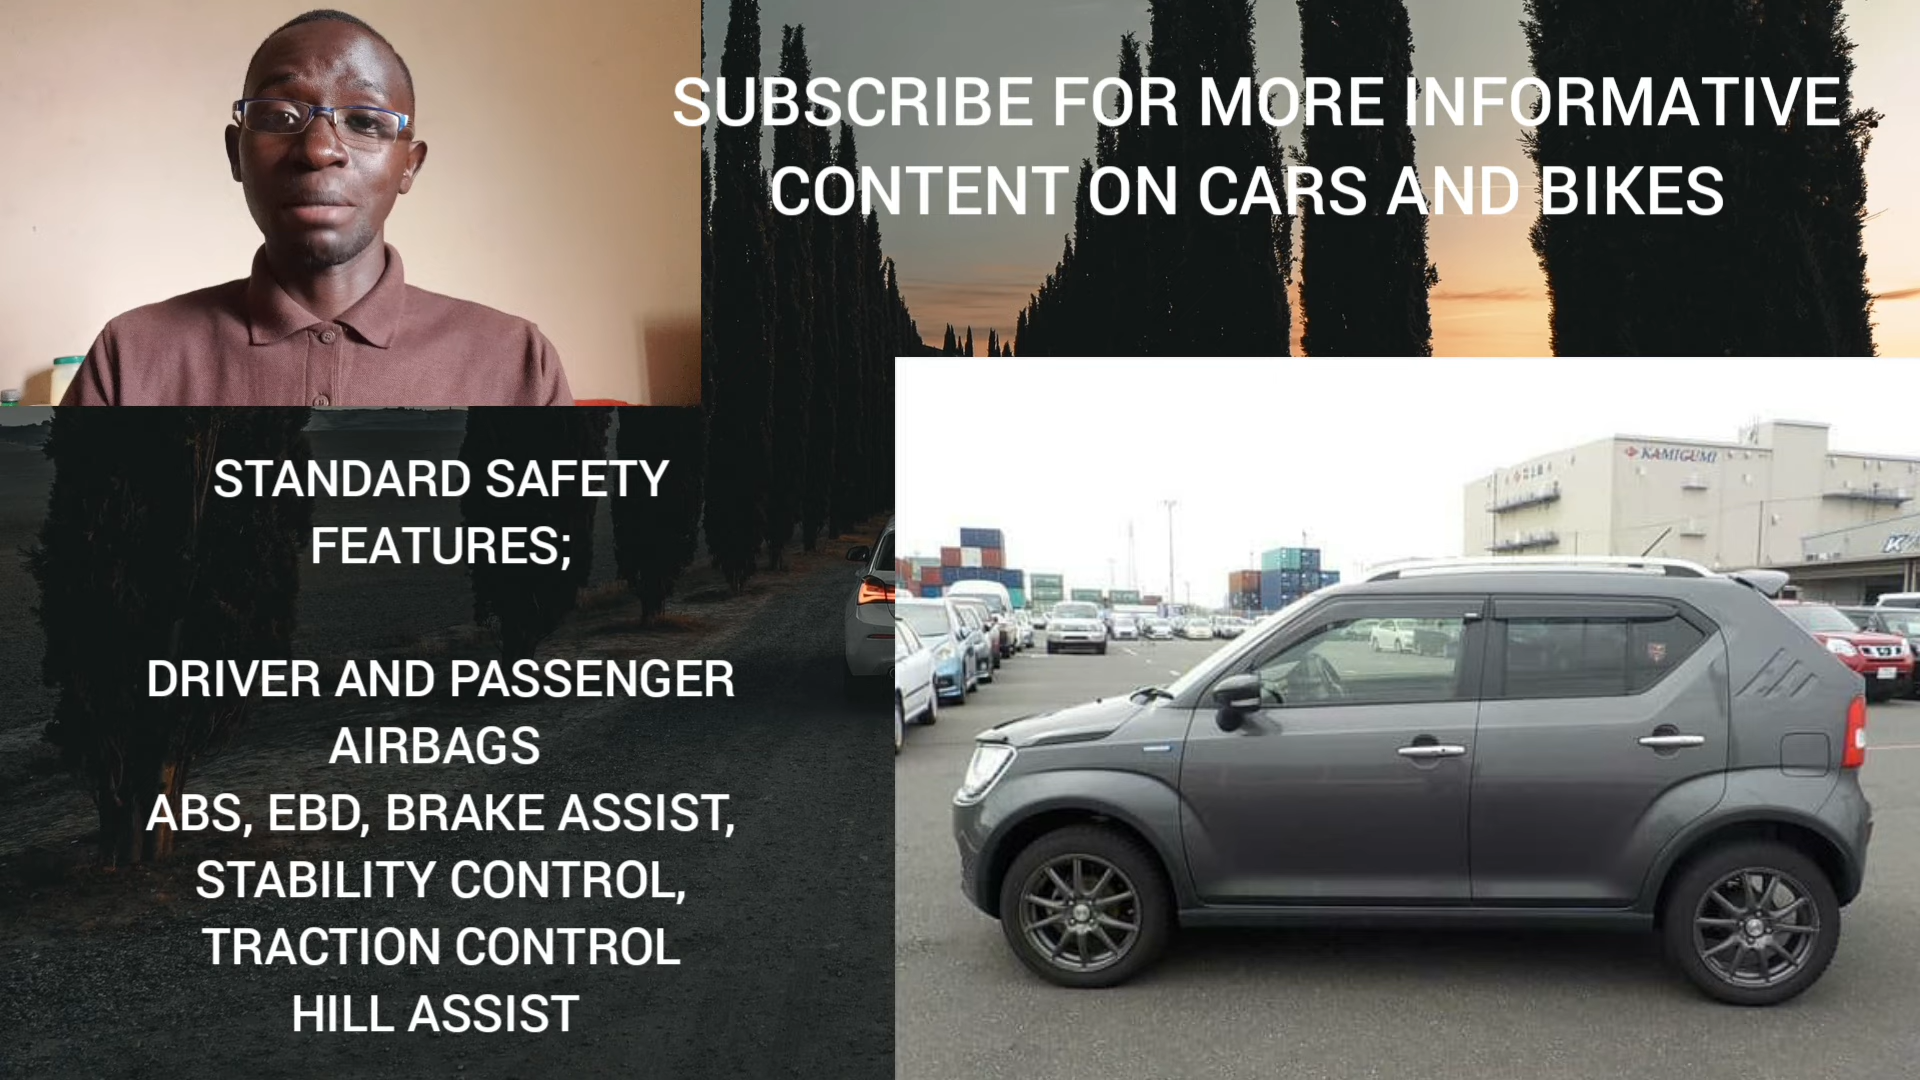 SUBSCRIBE FOR MORE INFORMATIVE
CONTENT ON CARS AND BIKES
STANDARD SAFETY
FEATURES;
DRIVER AND PASSENGER
AIRBAGS
ABS, EBD, BRAKE ASSIST,
STABILITY CONTROL,
TRACTION CONTROL
HILL ASSIST
KAMIGUMI